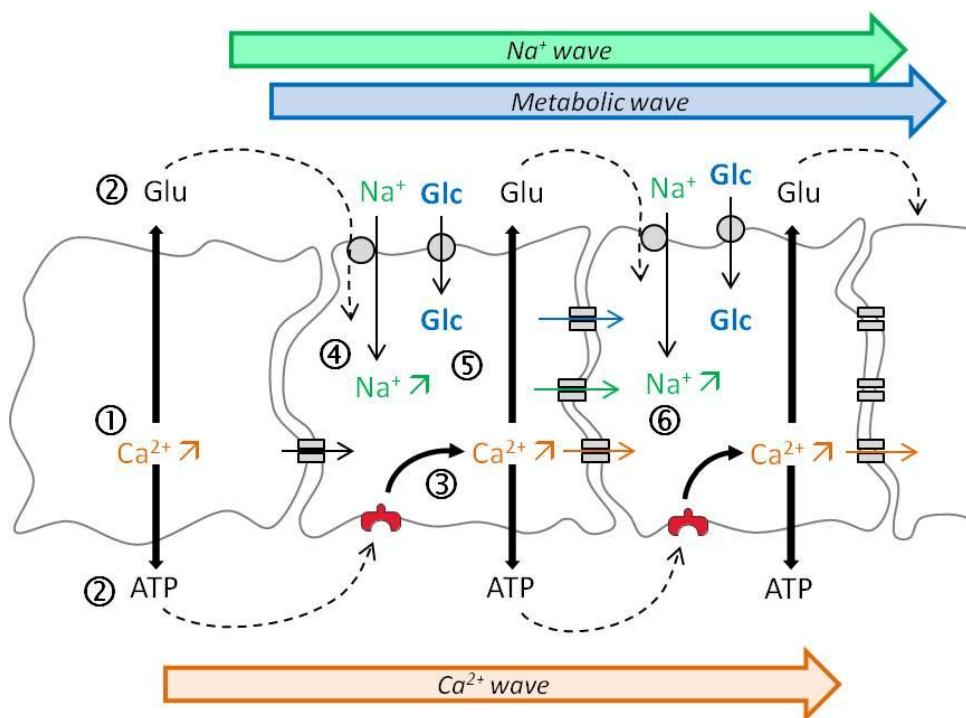 Na⁺ wave
Metabolic wave
② Glu Na⁺ Glc Glu Na⁺ Glc Glu
Glc Glc
④ ⑤
Na⁺ ↗ Na⁺ ↗
① ⑥
Ca²⁺ ↗ Ca²⁺ ↗ Ca²⁺ ↗
③
② ATP ATP ATP
Ca²⁺ wave